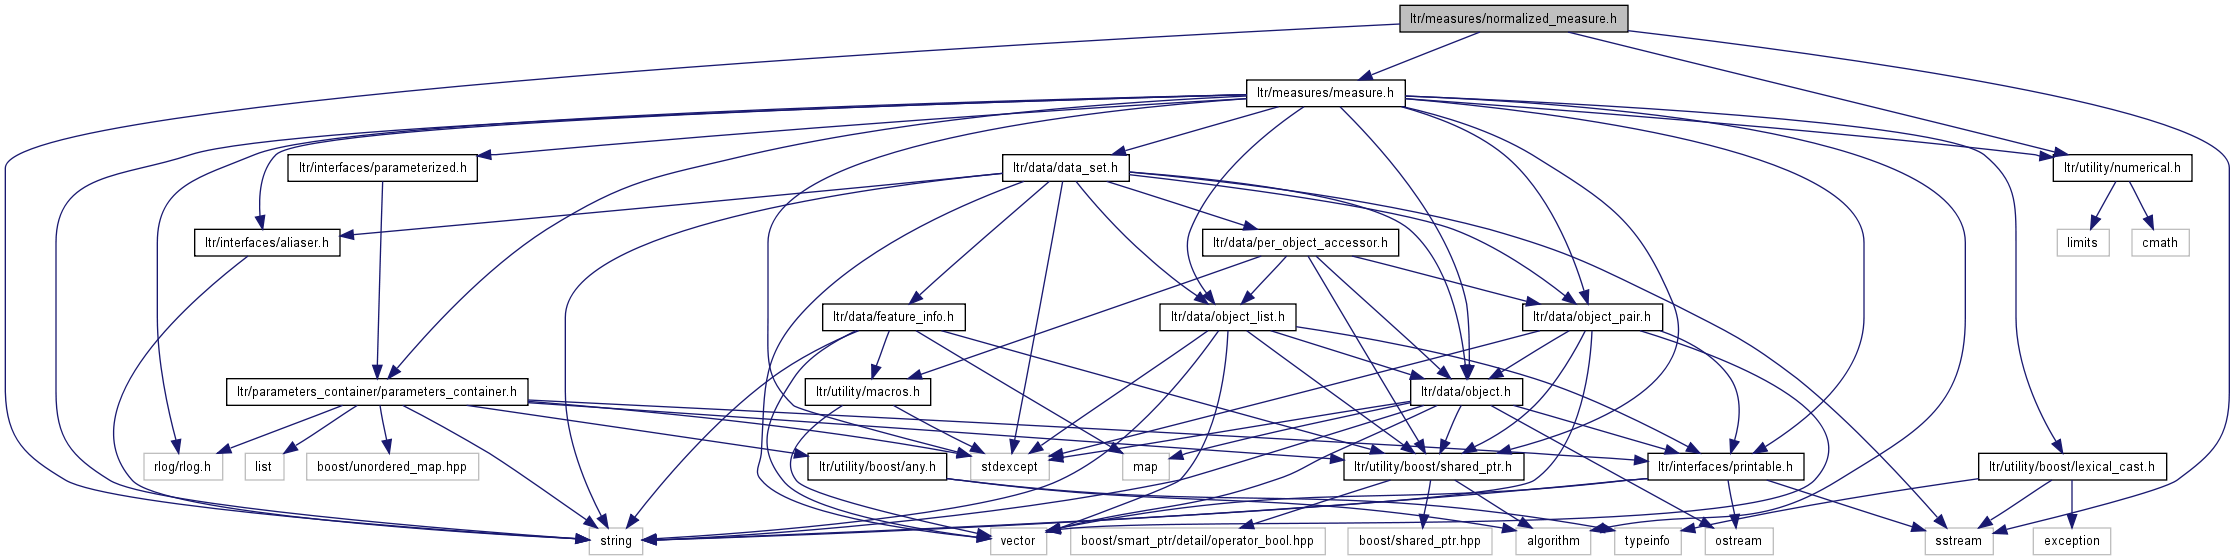 ltr/measures/normalized_measure.h
ltr/measures/measure.h
ltr/interfaces/parameterized.h
ltr/data/data_set.h
ltr/utility/numerical.h
ltr/interfaces/aliaser.h
ltr/data/per_object_accessor.h
limits
cmath
ltr/data/feature_info.h
ltr/data/object_list.h
ltr/data/object_pair.h
ltr/parameters_container/parameters_container.h
ltr/utility/macros.h
ltr/data/object.h
rlog/rlog.h
list
boost/unordered_map.hpp
ltr/utility/boost/any.h
stdexcept
map
ltr/utility/boost/shared_ptr.h
ltr/interfaces/printable.h
ltr/utility/boost/lexical_cast.h
string
vector
boost/smart_ptr/detail/operator_bool.hpp
boost/shared_ptr.hpp
algorithm
typeinfo
ostream
sstream
exception